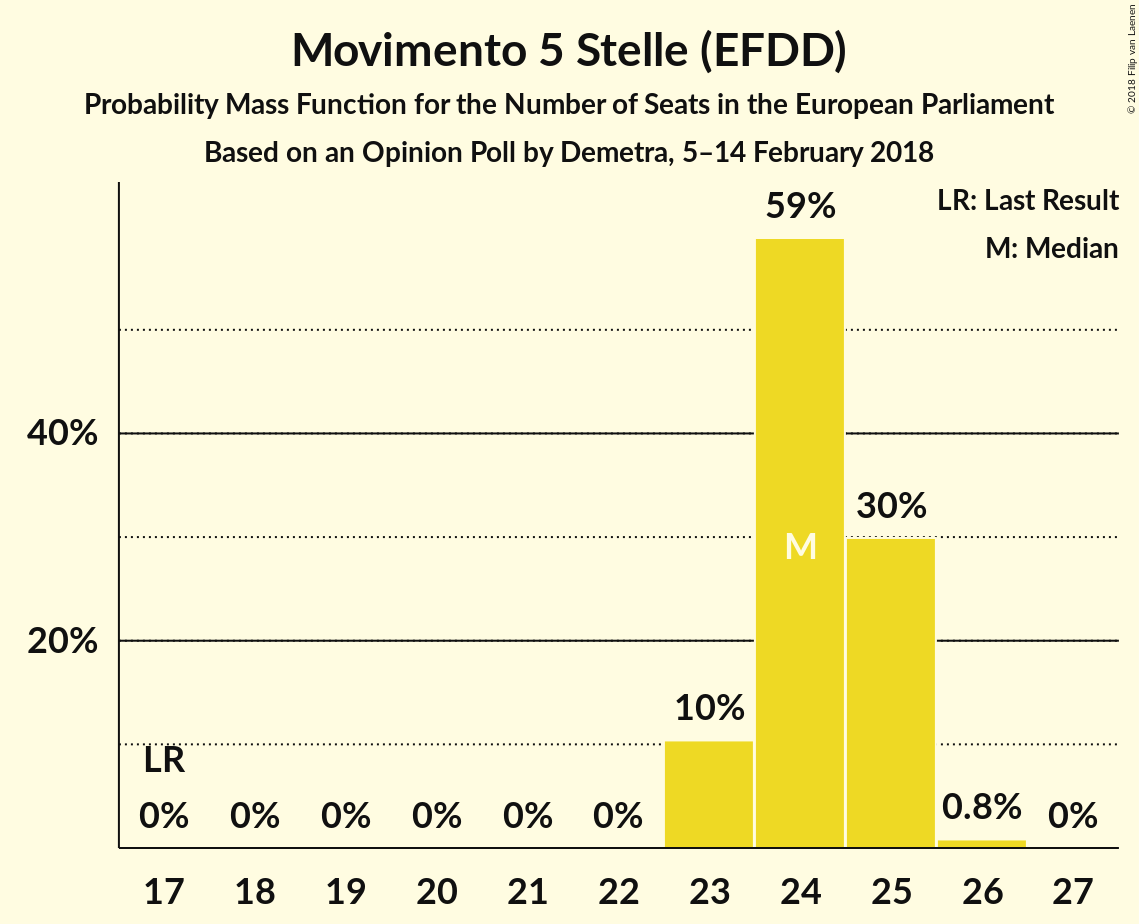 Movimento 5 Stelle (EFDD)
Probability Mass Function for the Number of Seats in the European Parliament
Based on an Opinion Poll by Demetra, 5–14 February 2018
© 2018 Filip van Laenen
LR: Last Result
M: Median
59%
40%
30%
M
20%
10%
LR
0% 0% 0% 0% 0% 0% 0.8% 0%
17 18 19 20 21 22 23 24 25 26 27